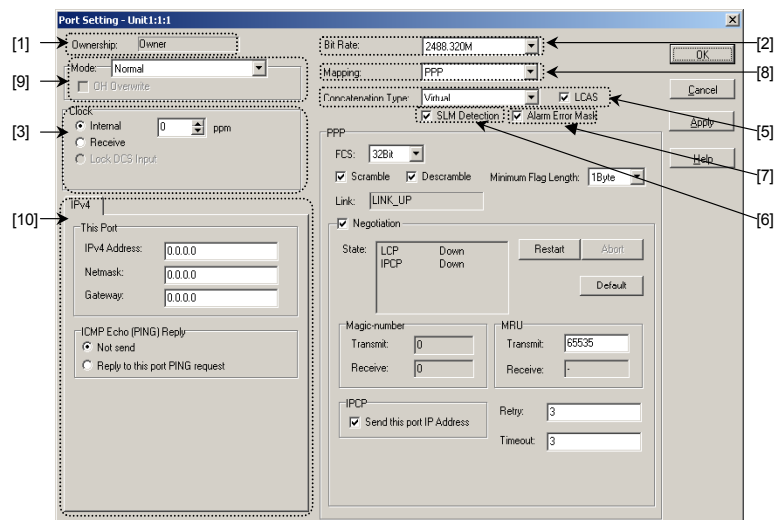 Port Setting - Unit1:1:1
[1] Ownership: Owner
Bit Rate: 2488.320M [2]
OK
[9] Mode: Normal
OH Overwrite
Mapping: PPP [8]
Concatenation Type: Virtual LCAS [5]
Cancel
SLM Detection [6] Alarm Error Mask [7]
Apply
Help
[3] Clock
Internal 0 ppm
Receive
Lock DCS Input
PPP
FCS: 32Bit
Scramble Descramble Minimum Flag Length: 1Byte
Link: LINK_UP
[10] IPv4
This Port
IPv4 Address: 0.0.0.0
Netmask: 0.0.0.0
Gateway: 0.0.0.0
ICMP Echo (PING) Reply
Not send
Reply to this port PING request
Negotiation
State: LCP Down
IPCP Down
Restart Abort
Default
Magic-number
Transmit: 0
Receive: 0
MRU
Transmit: 65535
Receive: -
IPCP
Send this port IP Address
Retry: 3
Timeout: 3